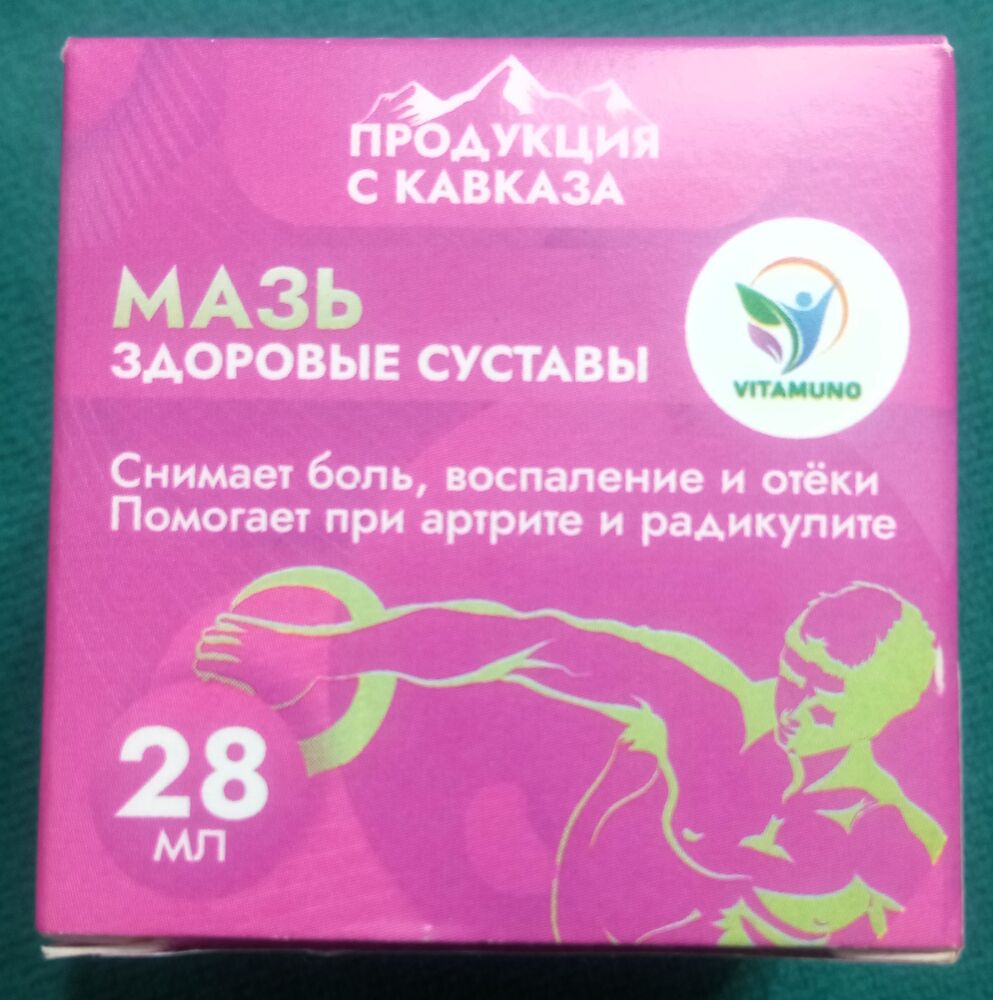 ПРОДУКЦИЯ
С КАВКАЗА
МАЗЬ
ЗДОРОВЫЕ СУСТАВЫ
VITAMUNO
Снимает боль, воспаление и отёки
Помогает при артрите и радикулите
28
МЛ